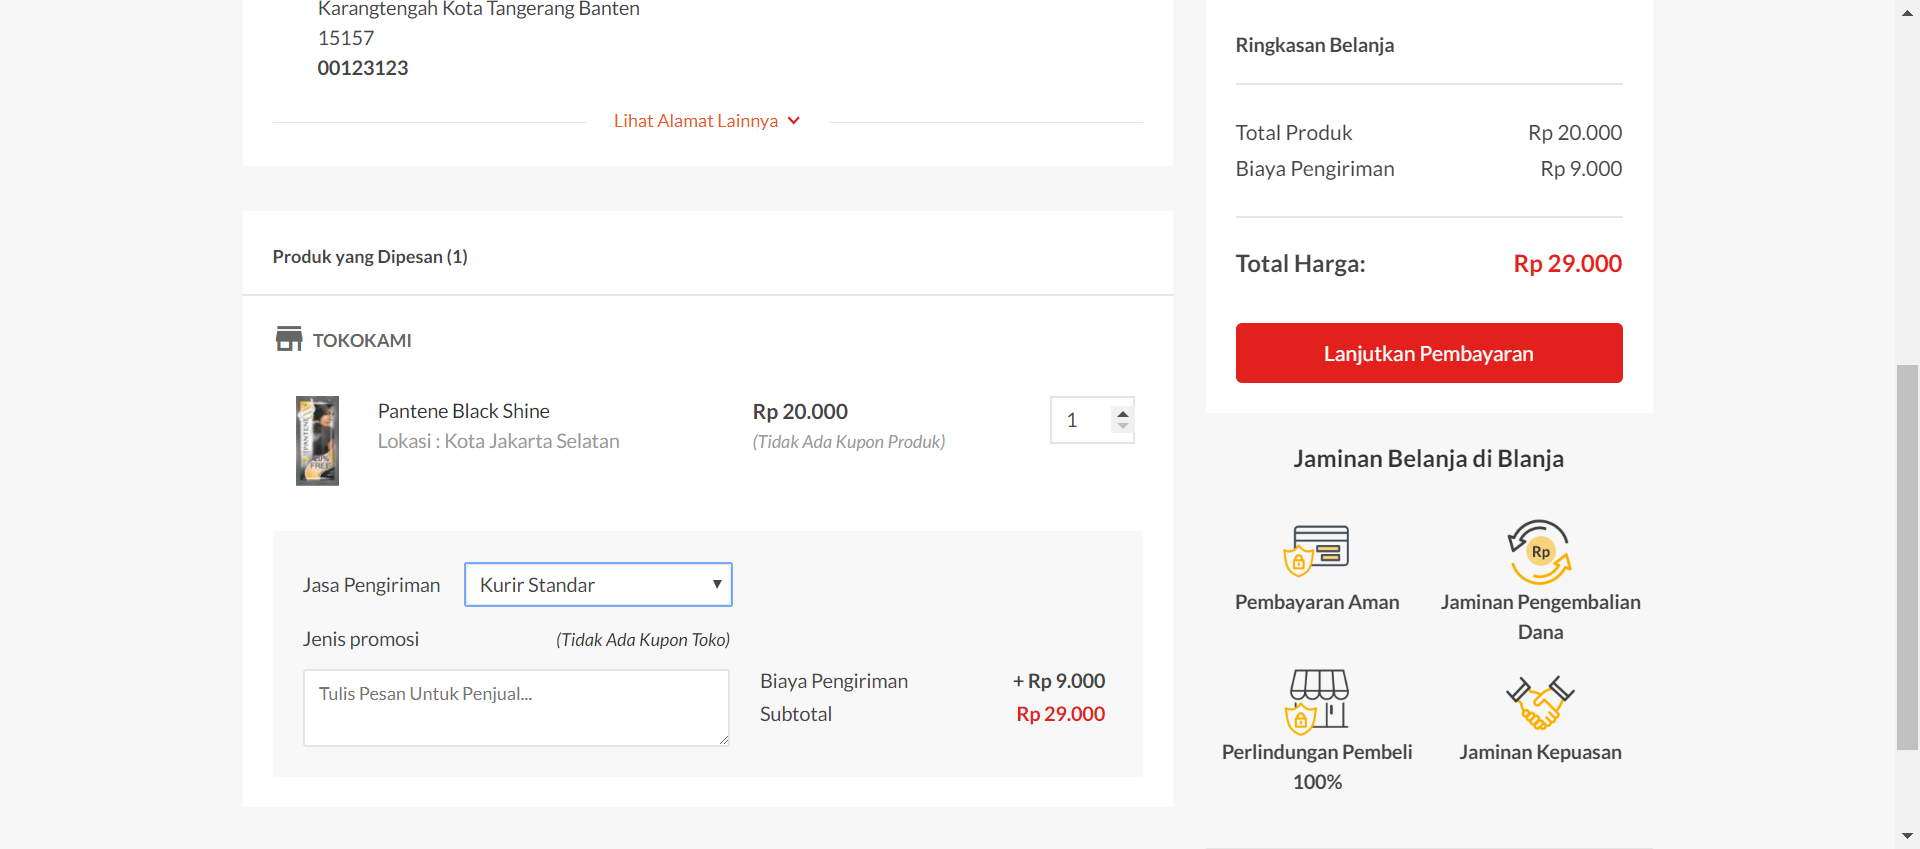 Karangtengah Kota Tangerang Banten
15157
00123123
Lihat Alamat Lainnya
Produk yang Dipesan (1)
TOKOKAMI
Pantene Black Shine
Lokasi : Kota Jakarta Selatan
Rp 20.000
(Tidak Ada Kupon Produk)
1
PANTENE
20%
FREE
Jasa Pengiriman
Kurir Standar
Jenis promosi
(Tidak Ada Kupon Toko)
Tulis Pesan Untuk Penjual...
Biaya Pengiriman + Rp 9.000
Subtotal Rp 29.000
Ringkasan Belanja
Total Produk Rp 20.000
Biaya Pengiriman Rp 9.000
Total Harga: Rp 29.000
Lanjutkan Pembayaran
Jaminan Belanja di Blanja
Pembayaran Aman
Rp
Jaminan Pengembalian
Dana
Perlindungan Pembeli
100%
Jaminan Kepuasan